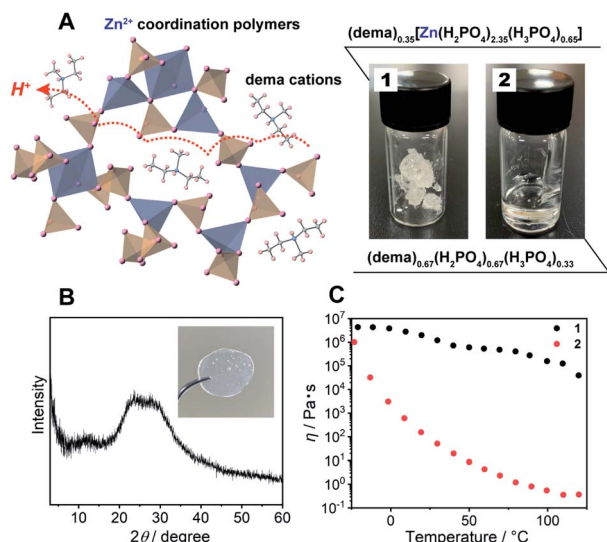 A
Zn²⁺ coordination polymers
dema cations
H⁺
(dema)₀.₃₅[Zn(H₂PO₄)₂.₃₅(H₃PO₄)₀.₆₅]
1
2
(dema)₀.₆₇(H₂PO₄)₀.₆₇(H₃PO₄)₀.₃₃
B
Intensity
10 20 30 40 50 60
2θ / degree
C
η / Pa·s
10⁷
10⁶
10⁵
10⁴
10³
10²
10¹
10⁰
10⁻¹
1
2
0 50 100
Temperature / °C